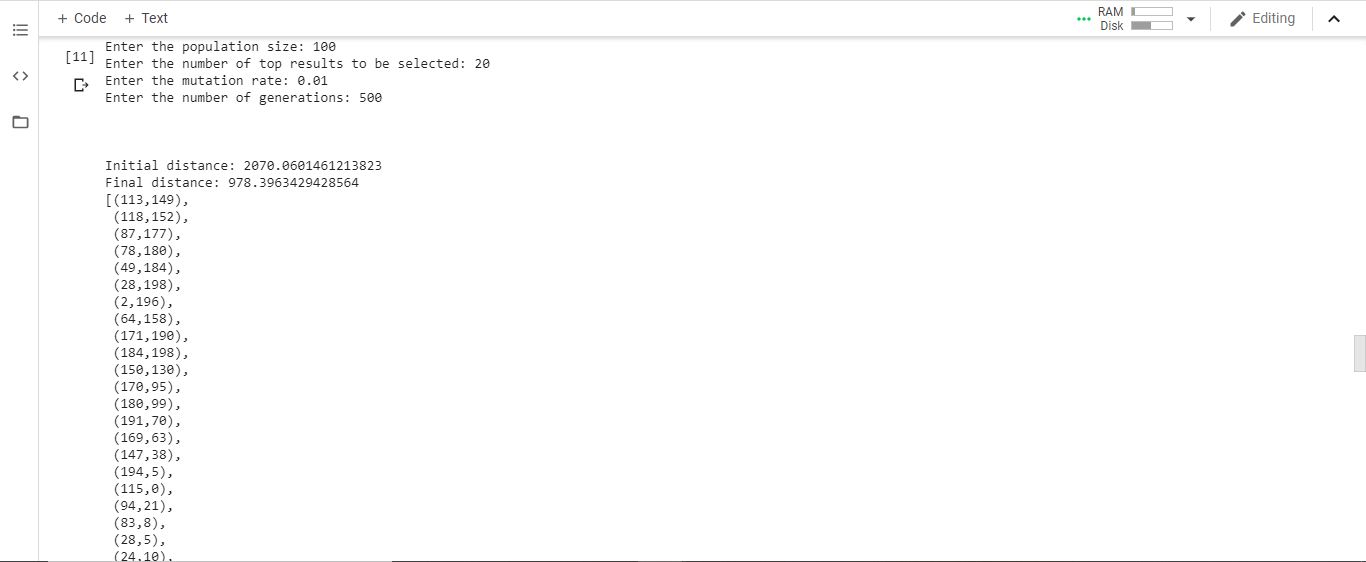 + Code + Text
RAM
Disk
Editing
[11]
Enter the population size: 100
Enter the number of top results to be selected: 20
Enter the mutation rate: 0.01
Enter the number of generations: 500
Initial distance: 2070.0601461213823
Final distance: 978.3963429428564
[(113,149),
(118,152),
(87,177),
(78,180),
(49,184),
(28,198),
(2,196),
(64,158),
(171,190),
(184,198),
(150,130),
(170,95),
(180,99),
(191,70),
(169,63),
(147,38),
(194,5),
(115,0),
(94,21),
(83,8),
(28,5),
(24,10),